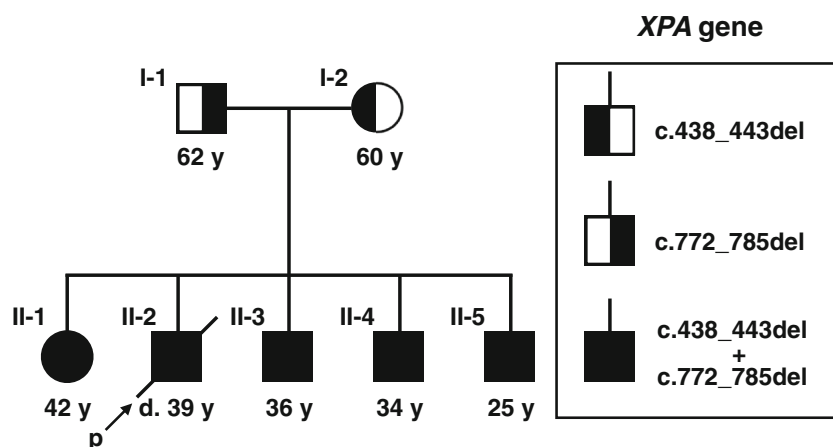 XPA gene
I-1
I-2
62 y
60 y
c.438_443del
c.772_785del
c.438_443del
+
c.772_785del
II-1
II-2
II-3
II-4
II-5
42 y
d. 39 y
36 y
34 y
25 y
p